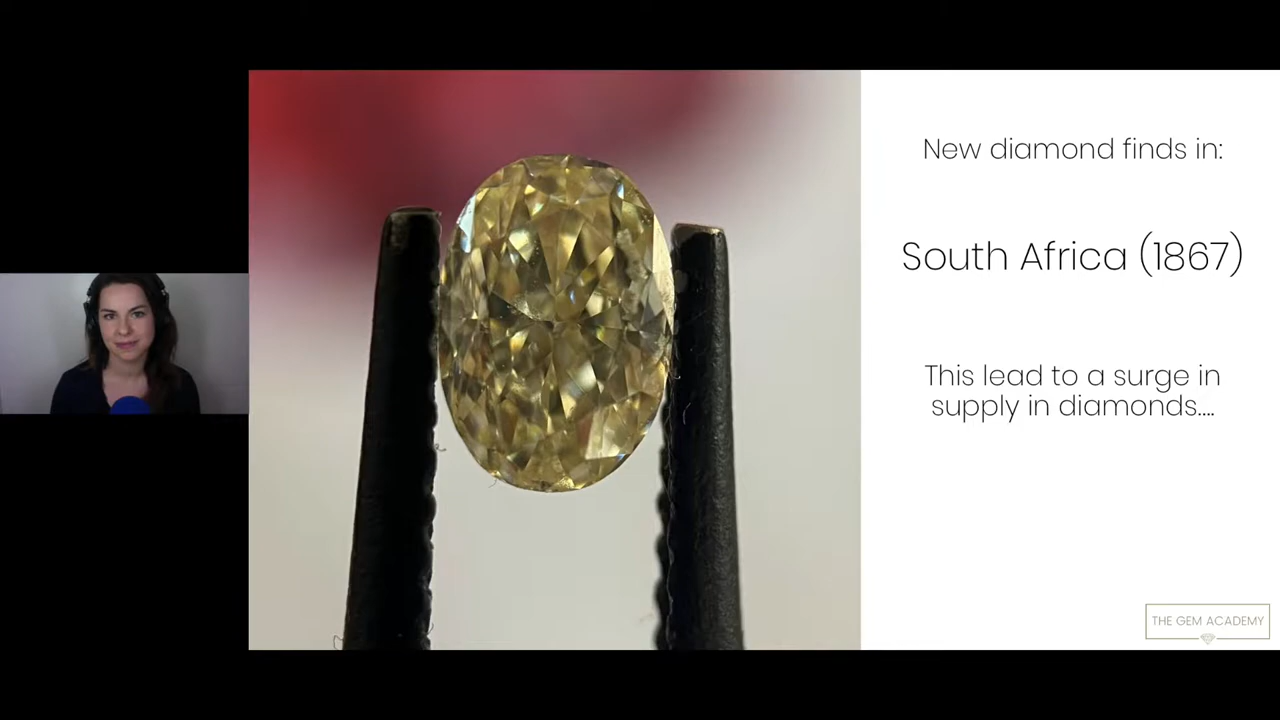 New diamond finds in:
South Africa (1867)
This lead to a surge in
supply in diamonds....
THE GEM ACADEMY